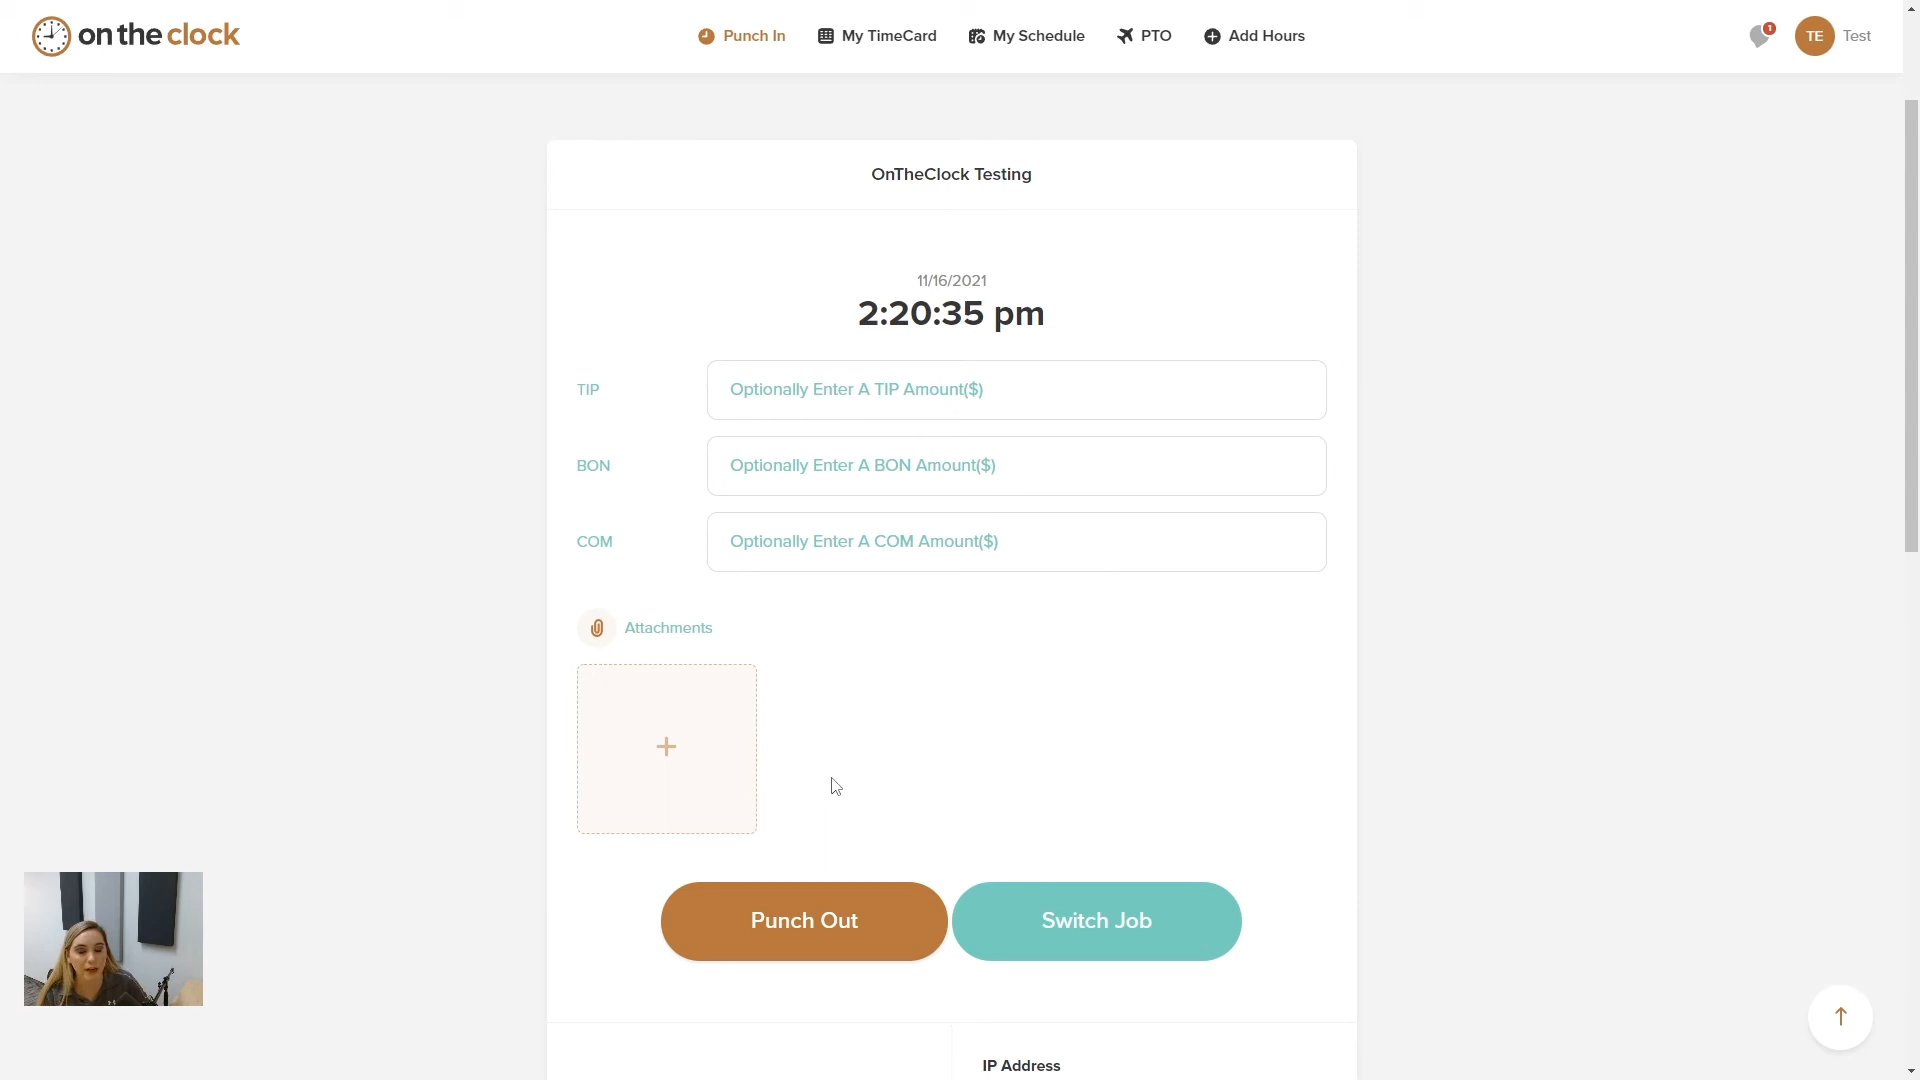 on the clock
Punch In
My TimeCard
My Schedule
PTO
Add Hours
1
TE
Test
OnTheClock Testing
11/16/2021
2:20:35 pm
TIP
Optionally Enter A TIP Amount($)
BON
Optionally Enter A BON Amount($)
COM
Optionally Enter A COM Amount($)
Attachments
Punch Out
Switch Job
IP Address